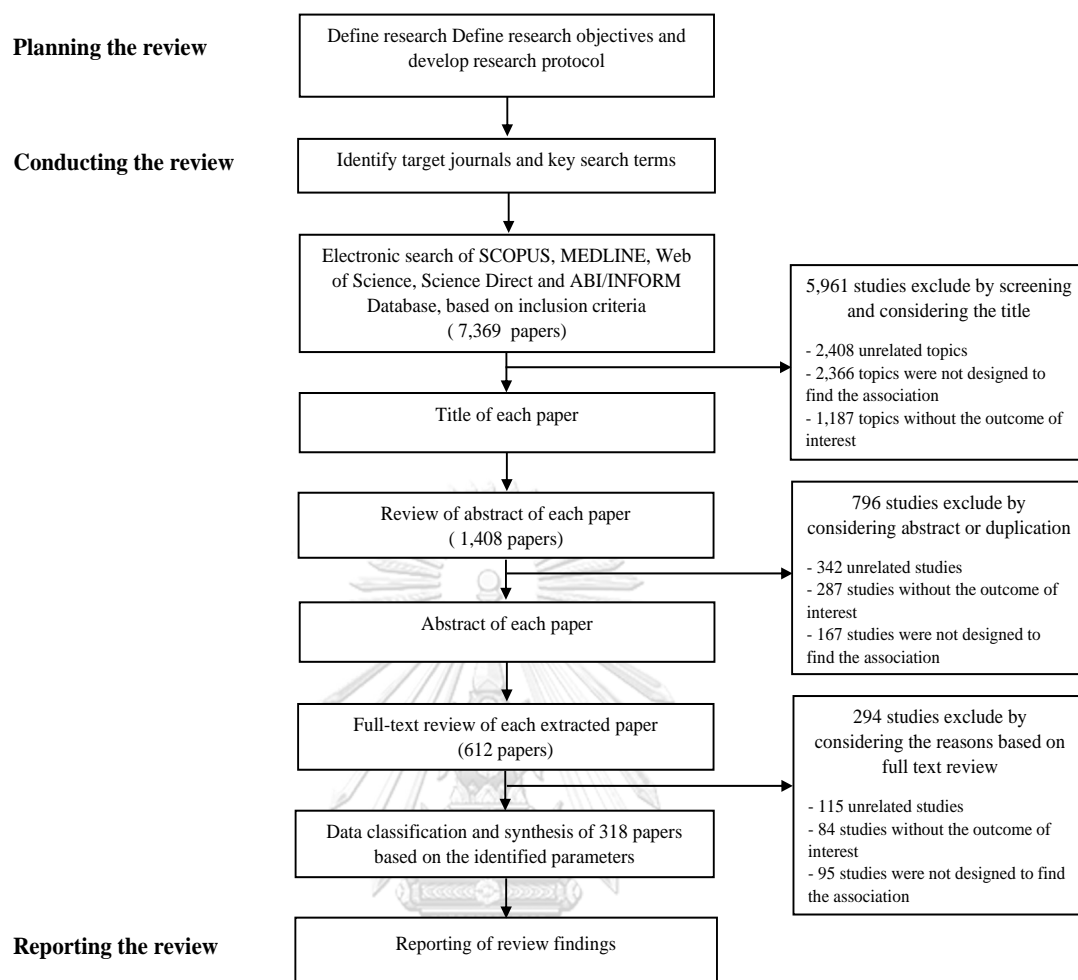 Planning the review
Define research Define research objectives and
develop research protocol
Conducting the review
Identify target journals and key search terms
Electronic search of SCOPUS, MEDLINE, Web
of Science, Science Direct and ABI/INFORM
Database, based on inclusion criteria
( 7,369 papers)
5,961 studies exclude by screening
and considering the title
- 2,408 unrelated topics
- 2,366 topics were not designed to
find the association
- 1,187 topics without the outcome of
interest
Title of each paper
Review of abstract of each paper
( 1,408 papers)
796 studies exclude by
considering abstract or duplication
- 342 unrelated studies
- 287 studies without the outcome of
interest
- 167 studies were not designed to
find the association
Abstract of each paper
Full-text review of each extracted paper
(612 papers)
294 studies exclude by
considering the reasons based on
full text review
- 115 unrelated studies
- 84 studies without the outcome of
interest
- 95 studies were not designed to find
the association
Data classification and synthesis of 318 papers
based on the identified parameters
Reporting the review
Reporting of review findings